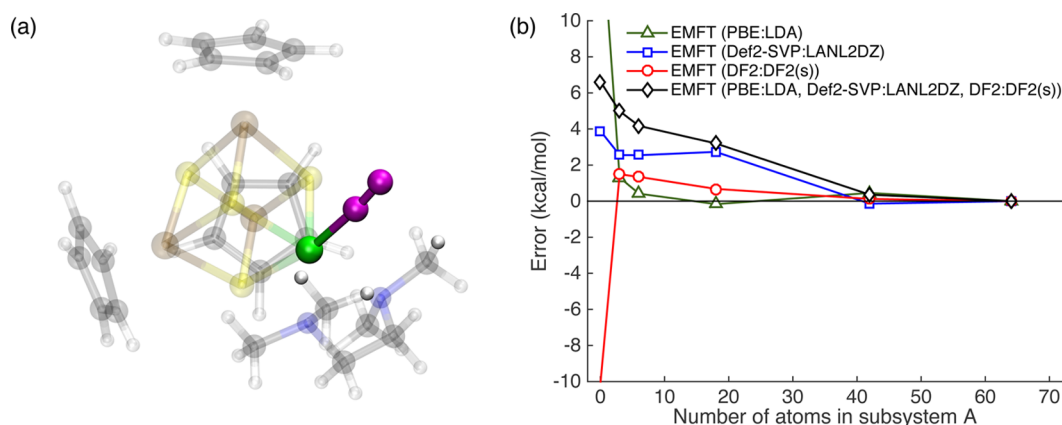 (a)
(b)
EMFT (PBE:LDA)
EMFT (Def2-SVP:LANL2DZ)
EMFT (DF2:DF2(s))
EMFT (PBE:LDA, Def2-SVP:LANL2DZ, DF2:DF2(s))
Error (kcal/mol)
10
8
6
4
2
0
-2
-4
-6
-8
-10
0 10 20 30 40 50 60 70
Number of atoms in subsystem A